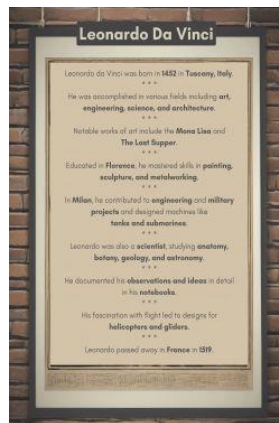 Leonardo Da Vinci
Leonardo da Vinci was born in 1452 in Tuscany, Italy.
He was accomplished in various fields including art,
engineering, science, and architecture.
Notable works of art include the Mona Lisa and
The Last Supper.
Educated in Florence, he mastered skills in painting,
sculpture, and metalworking.
In Milan, he contributed to engineering and military
projects and designed machines like
tanks and submarines.
Leonardo was also a scientist, studying anatomy,
botany, geology, and astronomy.
He documented his observations and ideas in detail
in his notebooks.
His fascination with flight led to designs for
helicopters and gliders.
Leonardo passed away in France in 1519.